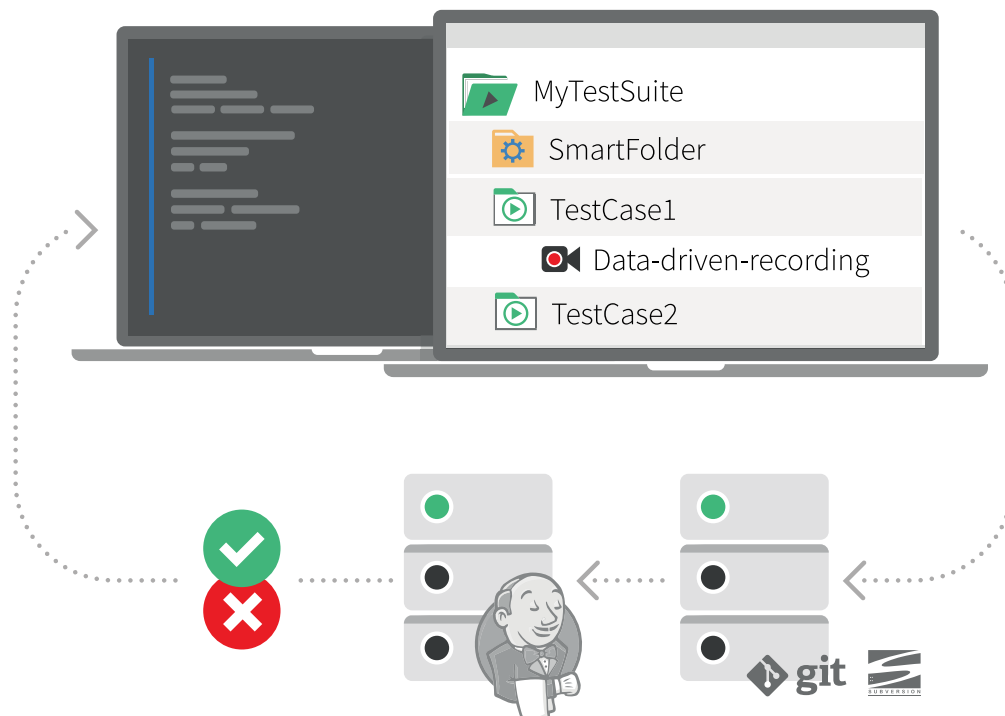 MyTestSuite
SmartFolder
TestCase1
Data-driven-recording
TestCase2
git
SUBVERSION